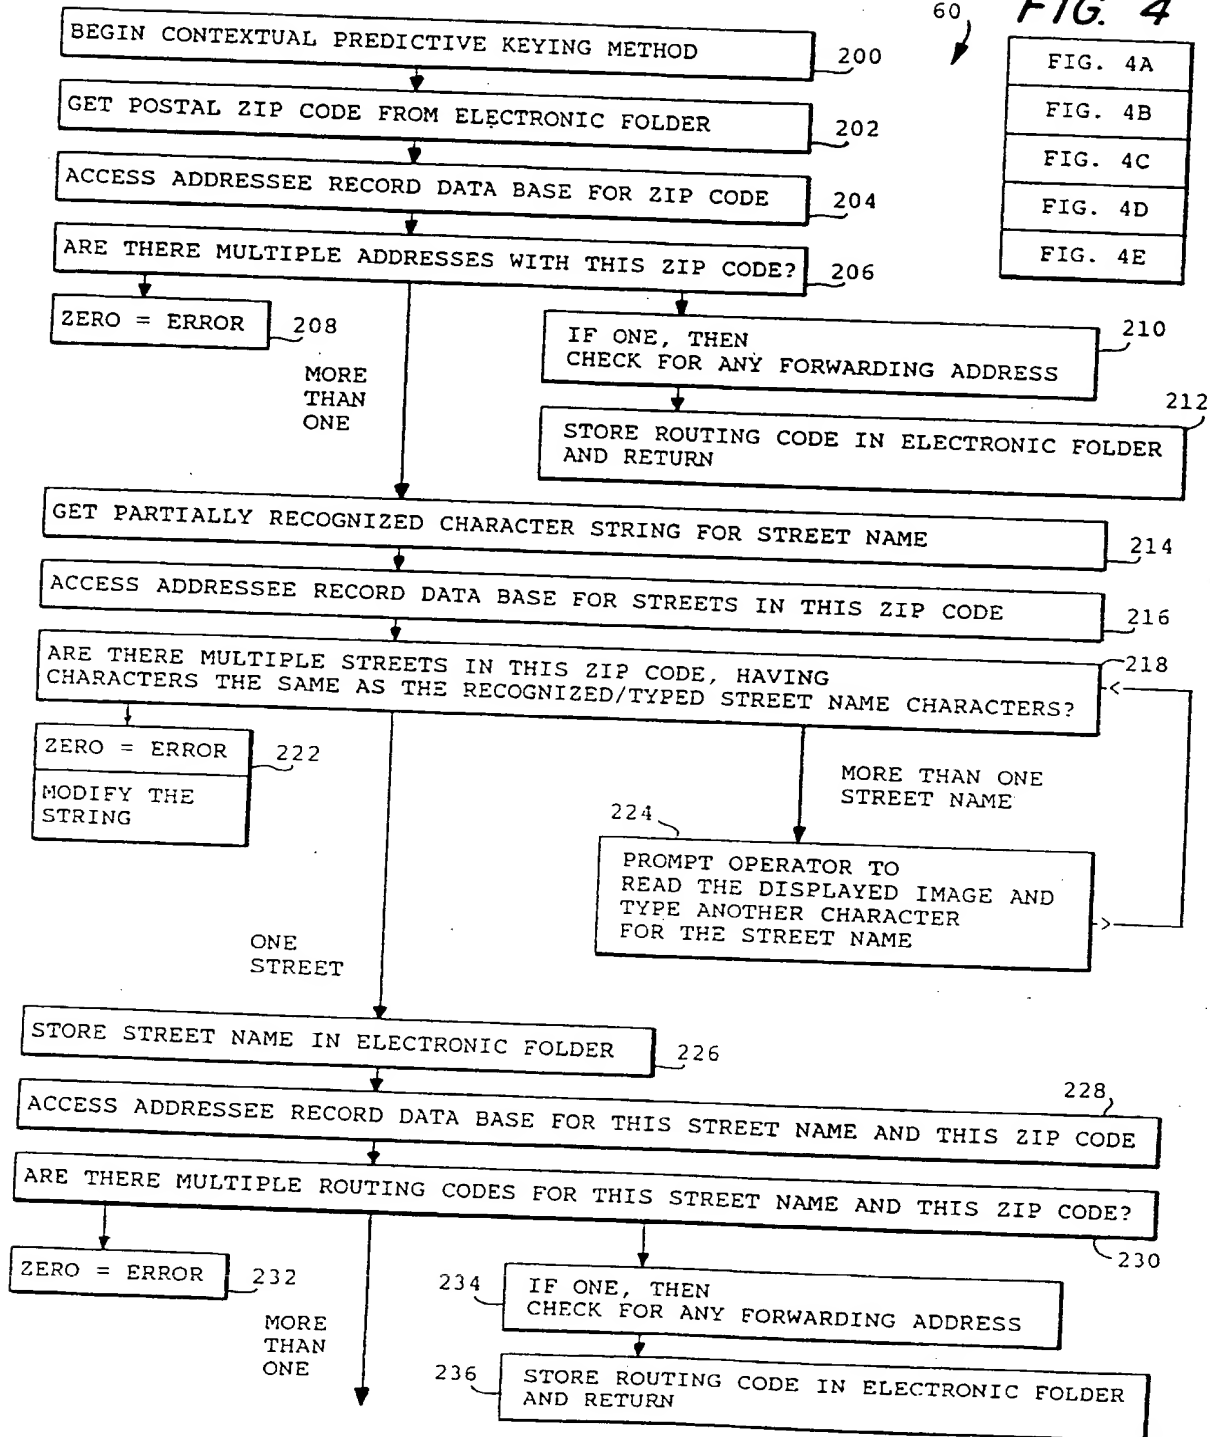 60
FIG. 4
FIG. 4A
FIG. 4B
FIG. 4C
FIG. 4D
FIG. 4E
BEGIN CONTEXTUAL PREDICTIVE KEYING METHOD
200
GET POSTAL ZIP CODE FROM ELECTRONIC FOLDER
202
ACCESS ADDRESSEE RECORD DATA BASE FOR ZIP CODE
204
ARE THERE MULTIPLE ADDRESSES WITH THIS ZIP CODE?
206
ZERO = ERROR
208
MORE
THAN
ONE
IF ONE, THEN
CHECK FOR ANY FORWARDING ADDRESS
210
STORE ROUTING CODE IN ELECTRONIC FOLDER
AND RETURN
212
GET PARTIALLY RECOGNIZED CHARACTER STRING FOR STREET NAME
214
ACCESS ADDRESSEE RECORD DATA BASE FOR STREETS IN THIS ZIP CODE
216
ARE THERE MULTIPLE STREETS IN THIS ZIP CODE, HAVING
CHARACTERS THE SAME AS THE RECOGNIZED/TYPED STREET NAME CHARACTERS?
218
ZERO = ERROR
222
MODIFY THE
STRING
MORE THAN ONE
STREET NAME
224
PROMPT OPERATOR TO
READ THE DISPLAYED IMAGE AND
TYPE ANOTHER CHARACTER
FOR THE STREET NAME
ONE
STREET
STORE STREET NAME IN ELECTRONIC FOLDER
226
228
ACCESS ADDRESSEE RECORD DATA BASE FOR THIS STREET NAME AND THIS ZIP CODE
ARE THERE MULTIPLE ROUTING CODES FOR THIS STREET NAME AND THIS ZIP CODE?
230
ZERO = ERROR
232
MORE
THAN
ONE
234
IF ONE, THEN
CHECK FOR ANY FORWARDING ADDRESS
236
STORE ROUTING CODE IN ELECTRONIC FOLDER
AND RETURN